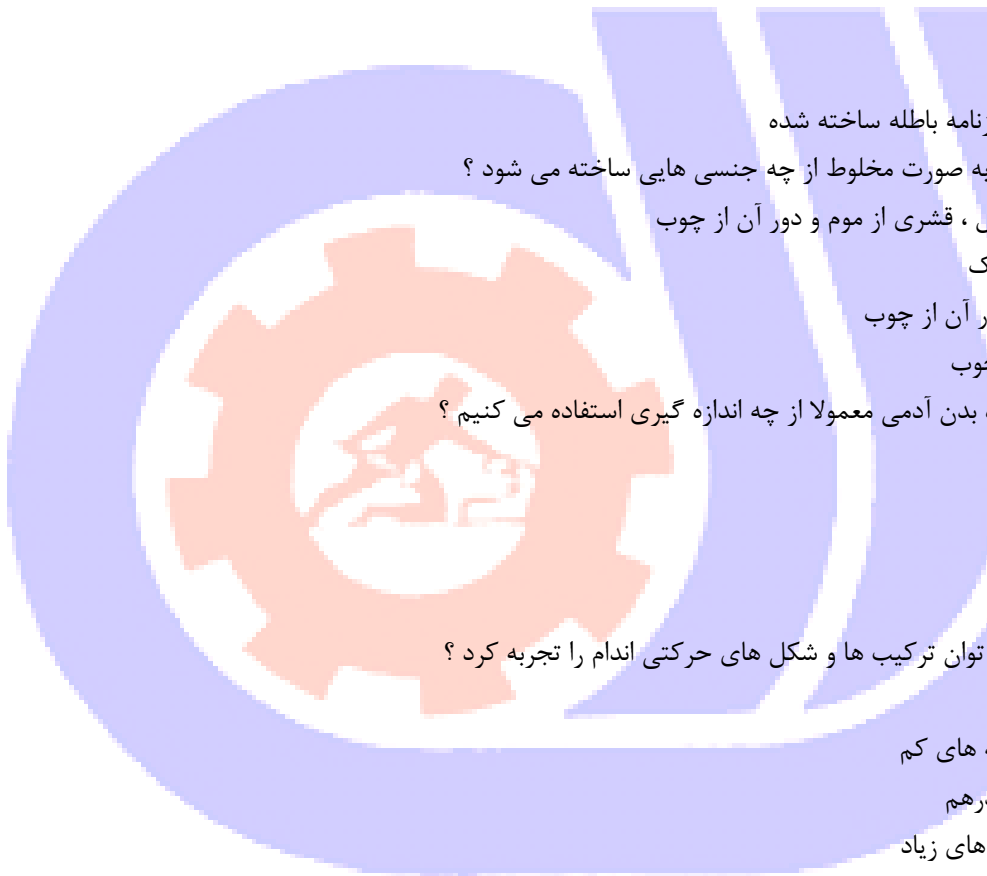 زنامه باطله ساخته شده
به صورت مخلوط از چه جنسی هایی ساخته می شود ؟
، قشری از موم و دور آن از چوب
ک
ر آن از چوب
چوب
بدن آدمی معمولا از چه اندازه گیری استفاده می کنیم ؟
توان ترکیب ها و شکل های حرکتی اندام را تجربه کرد ؟
های کم
درهم
های زیاد